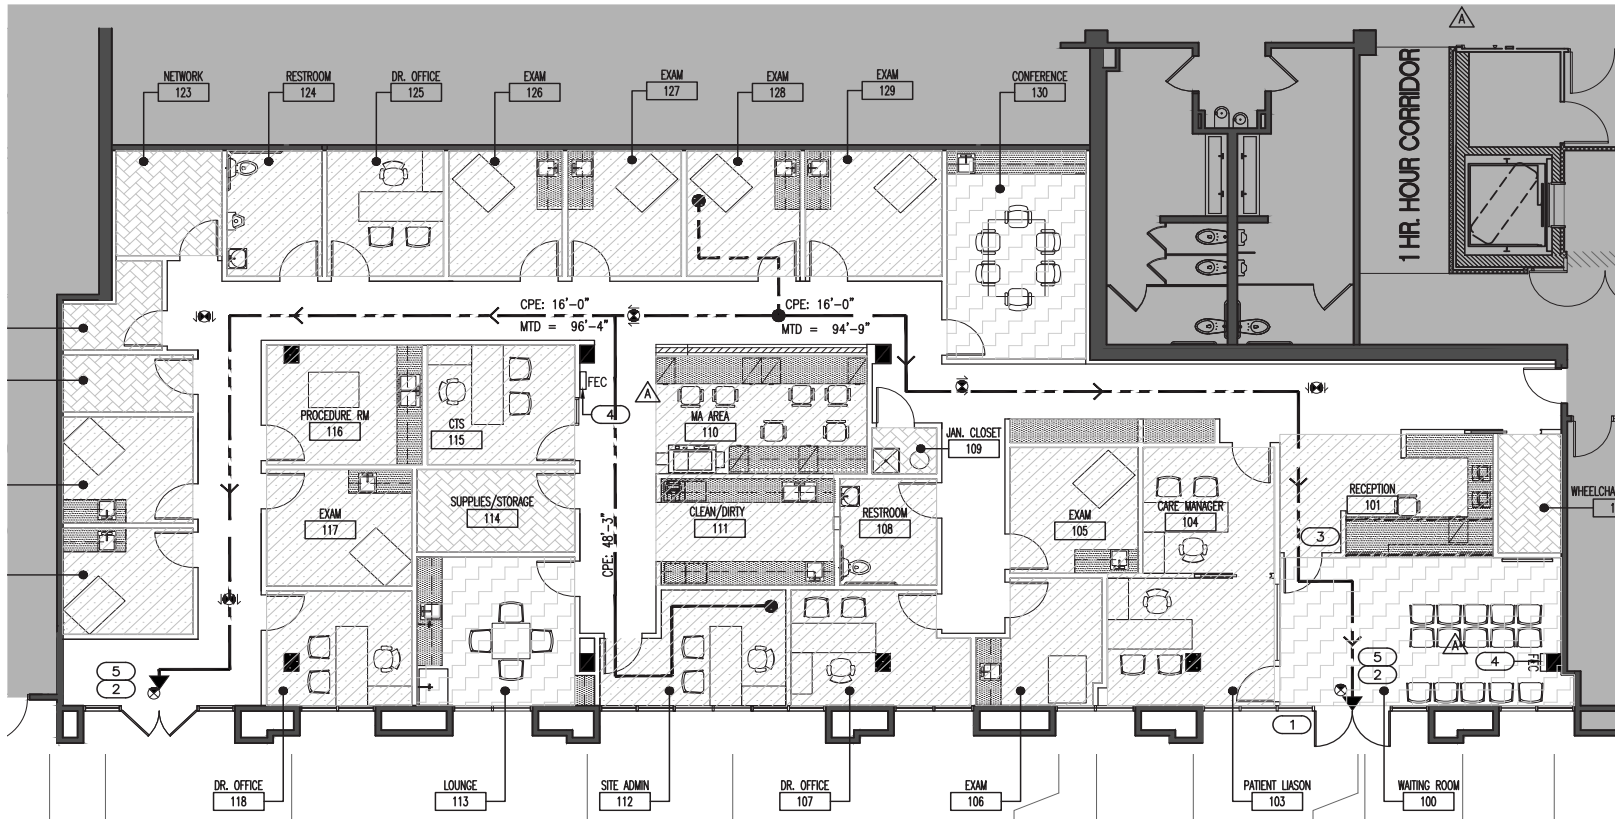 A
NETWORK
123
RESTROOM
124
DR. OFFICE
125
EXAM
126
EXAM
127
EXAM
128
EXAM
129
CONFERENCE
130
1 HR. HOUR CORRIDOR
CPE: 16'-0"
MTD = 96'-4"
CPE: 16'-0"
MTD = 94'-9"
FEC
4
A
PROCEDURE RM
116
CTS
115
MA AREA
110
JAN. CLOSET
109
EXAM
117
SUPPLIES/STORAGE
114
CPE: 48'-3"
CLEAN/DIRTY
111
RESTROOM
108
EXAM
105
CARE MANAGER
104
RECEPTION
101
WHEELCHA
1
3
5
2
5
2
A
4
FEC
1
DR. OFFICE
118
LOUNGE
113
SITE ADMIN
112
DR. OFFICE
107
EXAM
106
PATIENT LIASON
103
WAITING ROOM
100